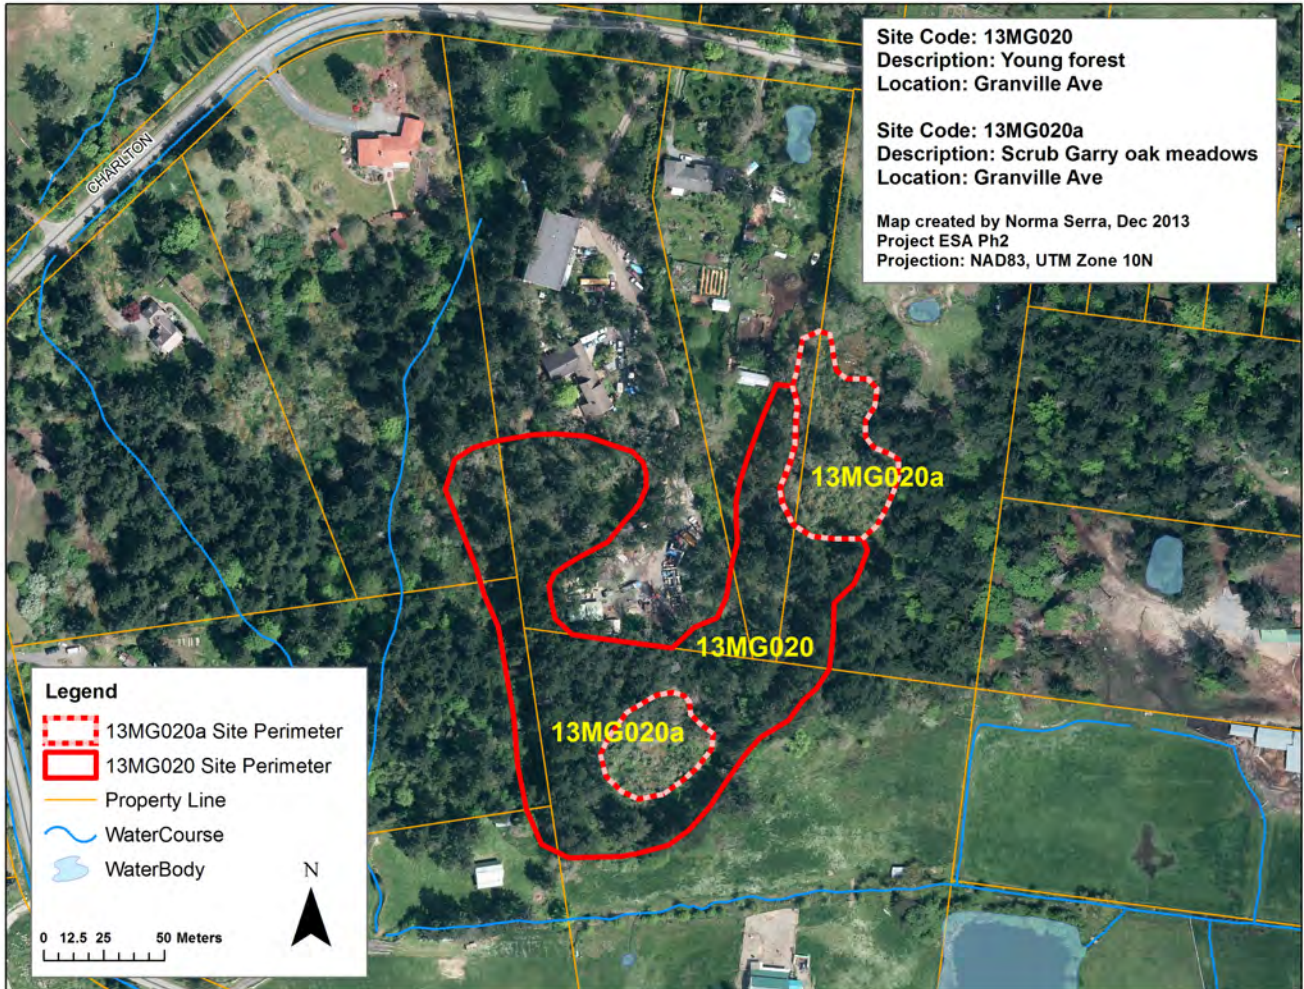 Site Code: 13MG020
Description: Young forest
Location: Granville Ave
Site Code: 13MG020a
Description: Scrub Garry oak meadows
Location: Granville Ave
Map created by Norma Serra, Dec 2013
Project ESA Ph2
Projection: NAD83, UTM Zone 10N
CHARLTON
13MG020a
13MG020
13MG020a
Legend
13MG020a Site Perimeter
13MG020 Site Perimeter
Property Line
WaterCourse
WaterBody
N
0 12.5 25 50 Meters